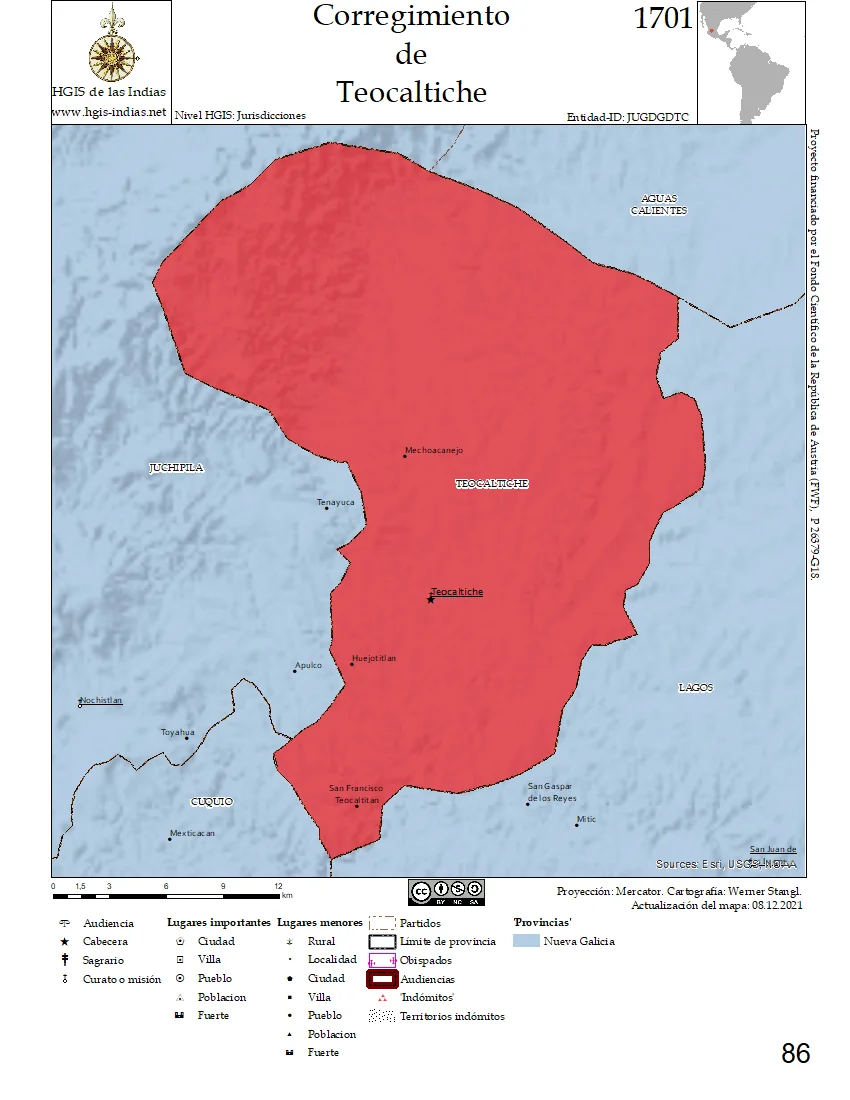 Corregimiento
de
Teocaltiche
1701
HGIS de las Indias
www.hgis-indias.net
Nivel HGIS: Jurisdicciones
Entidad-ID: JUGDGDTC
Proyecto financiado por el Fondo Científico de la República de Austria (FWF), P 26379-G18.
AGUAS
CALIENTES
JUCHIPILA
Mechoacanejo
TEOCALTICHE
Tenayuca
Teocaltiche
Huejotitlan
Apulco
LAGOS
Nochistlan
Toyahua
San Francisco
Teocaltitan
San Gaspar
de los Reyes
CUQUIO
Mitic
Mexticacan
San Juan de
Sources: Esri, USGS, NOAA
0 1,5 3 6 9 12
km
CC BY NC SA
Proyección: Mercator. Cartografía: Werner Stangl.
Actualización del mapa: 08.12.2021
Audiencia
Cabecera
Sagrario
Curato o misión
Lugares importantes
Ciudad
Villa
Pueblo
Poblacion
Fuerte
Lugares menores
Rural
Localidad
Ciudad
Villa
Pueblo
Poblacion
Fuerte
Partidos
Límite de provincia
Obispados
Audiencias
'Indómitos'
Territorios indómitos
'Provincias'
Nueva Galicia
86